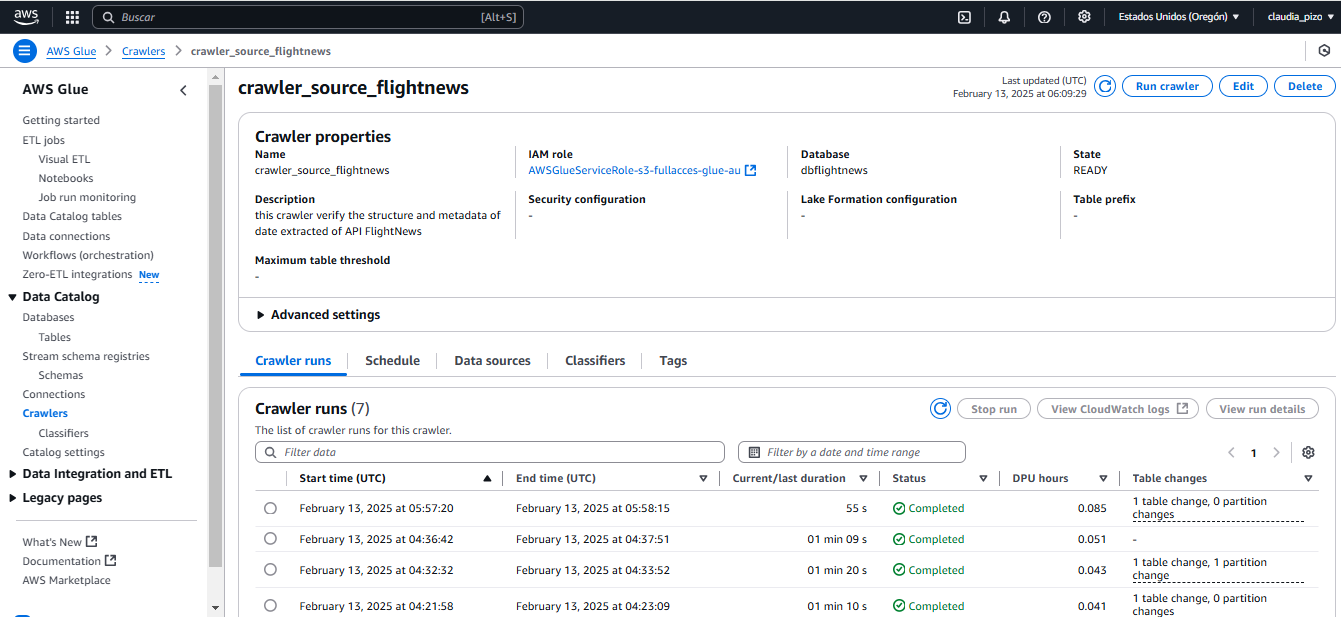 aws
Buscar
[Alt+S]
Estados Unidos (Oregón)
claudia_pizo
AWS Glue
Crawlers
crawler_source_flightnews
AWS Glue
Getting started
ETL jobs
Visual ETL
Notebooks
Job run monitoring
Data Catalog tables
Data connections
Workflows (orchestration)
Zero-ETL integrations New
Data Catalog
Databases
Tables
Stream schema registries
Schemas
Connections
Crawlers
Classifiers
Catalog settings
Data Integration and ETL
Legacy pages
What's New
Documentation
AWS Marketplace
crawler_source_flightnews
Last updated (UTC)
February 13, 2025 at 06:09:29
Run crawler
Edit
Delete
Crawler properties
Name
crawler_source_flightnews
IAM role
AWSGlueServiceRole-s3-fullacces-glue-au
Database
dbflightnews
State
READY
Description
this crawler verify the structure and metadata of
date extracted of API FlightNews
Security configuration
-
Lake Formation configuration
-
Table prefix
-
Maximum table threshold
-
Advanced settings
Crawler runs
Schedule
Data sources
Classifiers
Tags
Crawler runs (7)
The list of crawler runs for this crawler.
Stop run
View CloudWatch logs
View run details
Filter data
Filter by a date and time range
1
Start time (UTC) End time (UTC) Current/last duration Status DPU hours Table changes
February 13, 2025 at 05:57:20 February 13, 2025 at 05:58:15 55 s Completed 0.085 1 table change, 0 partition
changes
February 13, 2025 at 04:36:42 February 13, 2025 at 04:37:51 01 min 09 s Completed 0.051 -
February 13, 2025 at 04:32:32 February 13, 2025 at 04:33:52 01 min 20 s Completed 0.043 1 table change, 1 partition
change
February 13, 2025 at 04:21:58 February 13, 2025 at 04:23:09 01 min 10 s Completed 0.041 1 table change, 0 partition
changes